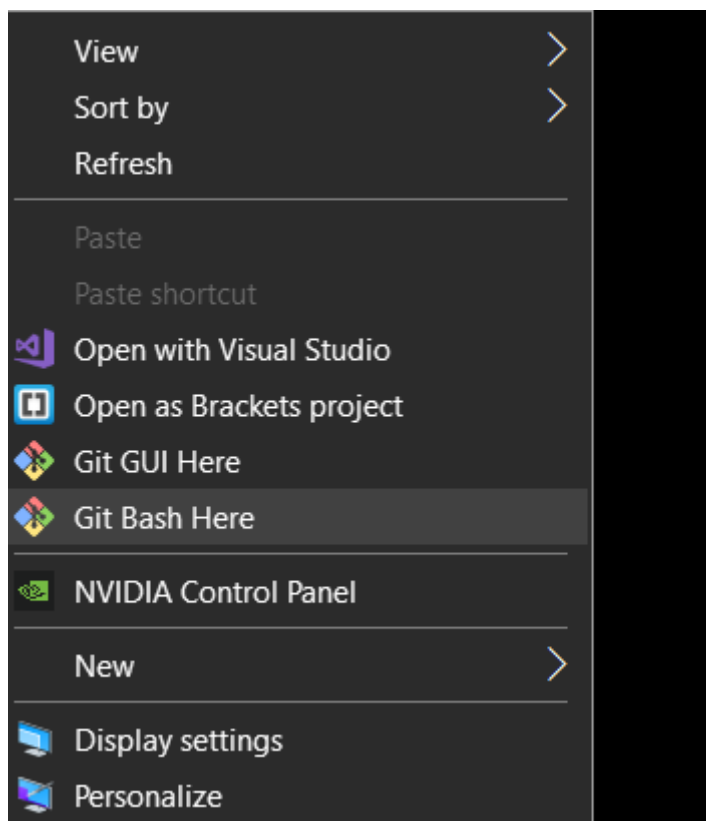 View
Sort by
Refresh
Paste
Paste shortcut
Open with Visual Studio
Open as Brackets project
Git GUI Here
Git Bash Here
NVIDIA Control Panel
New
Display settings
Personalize